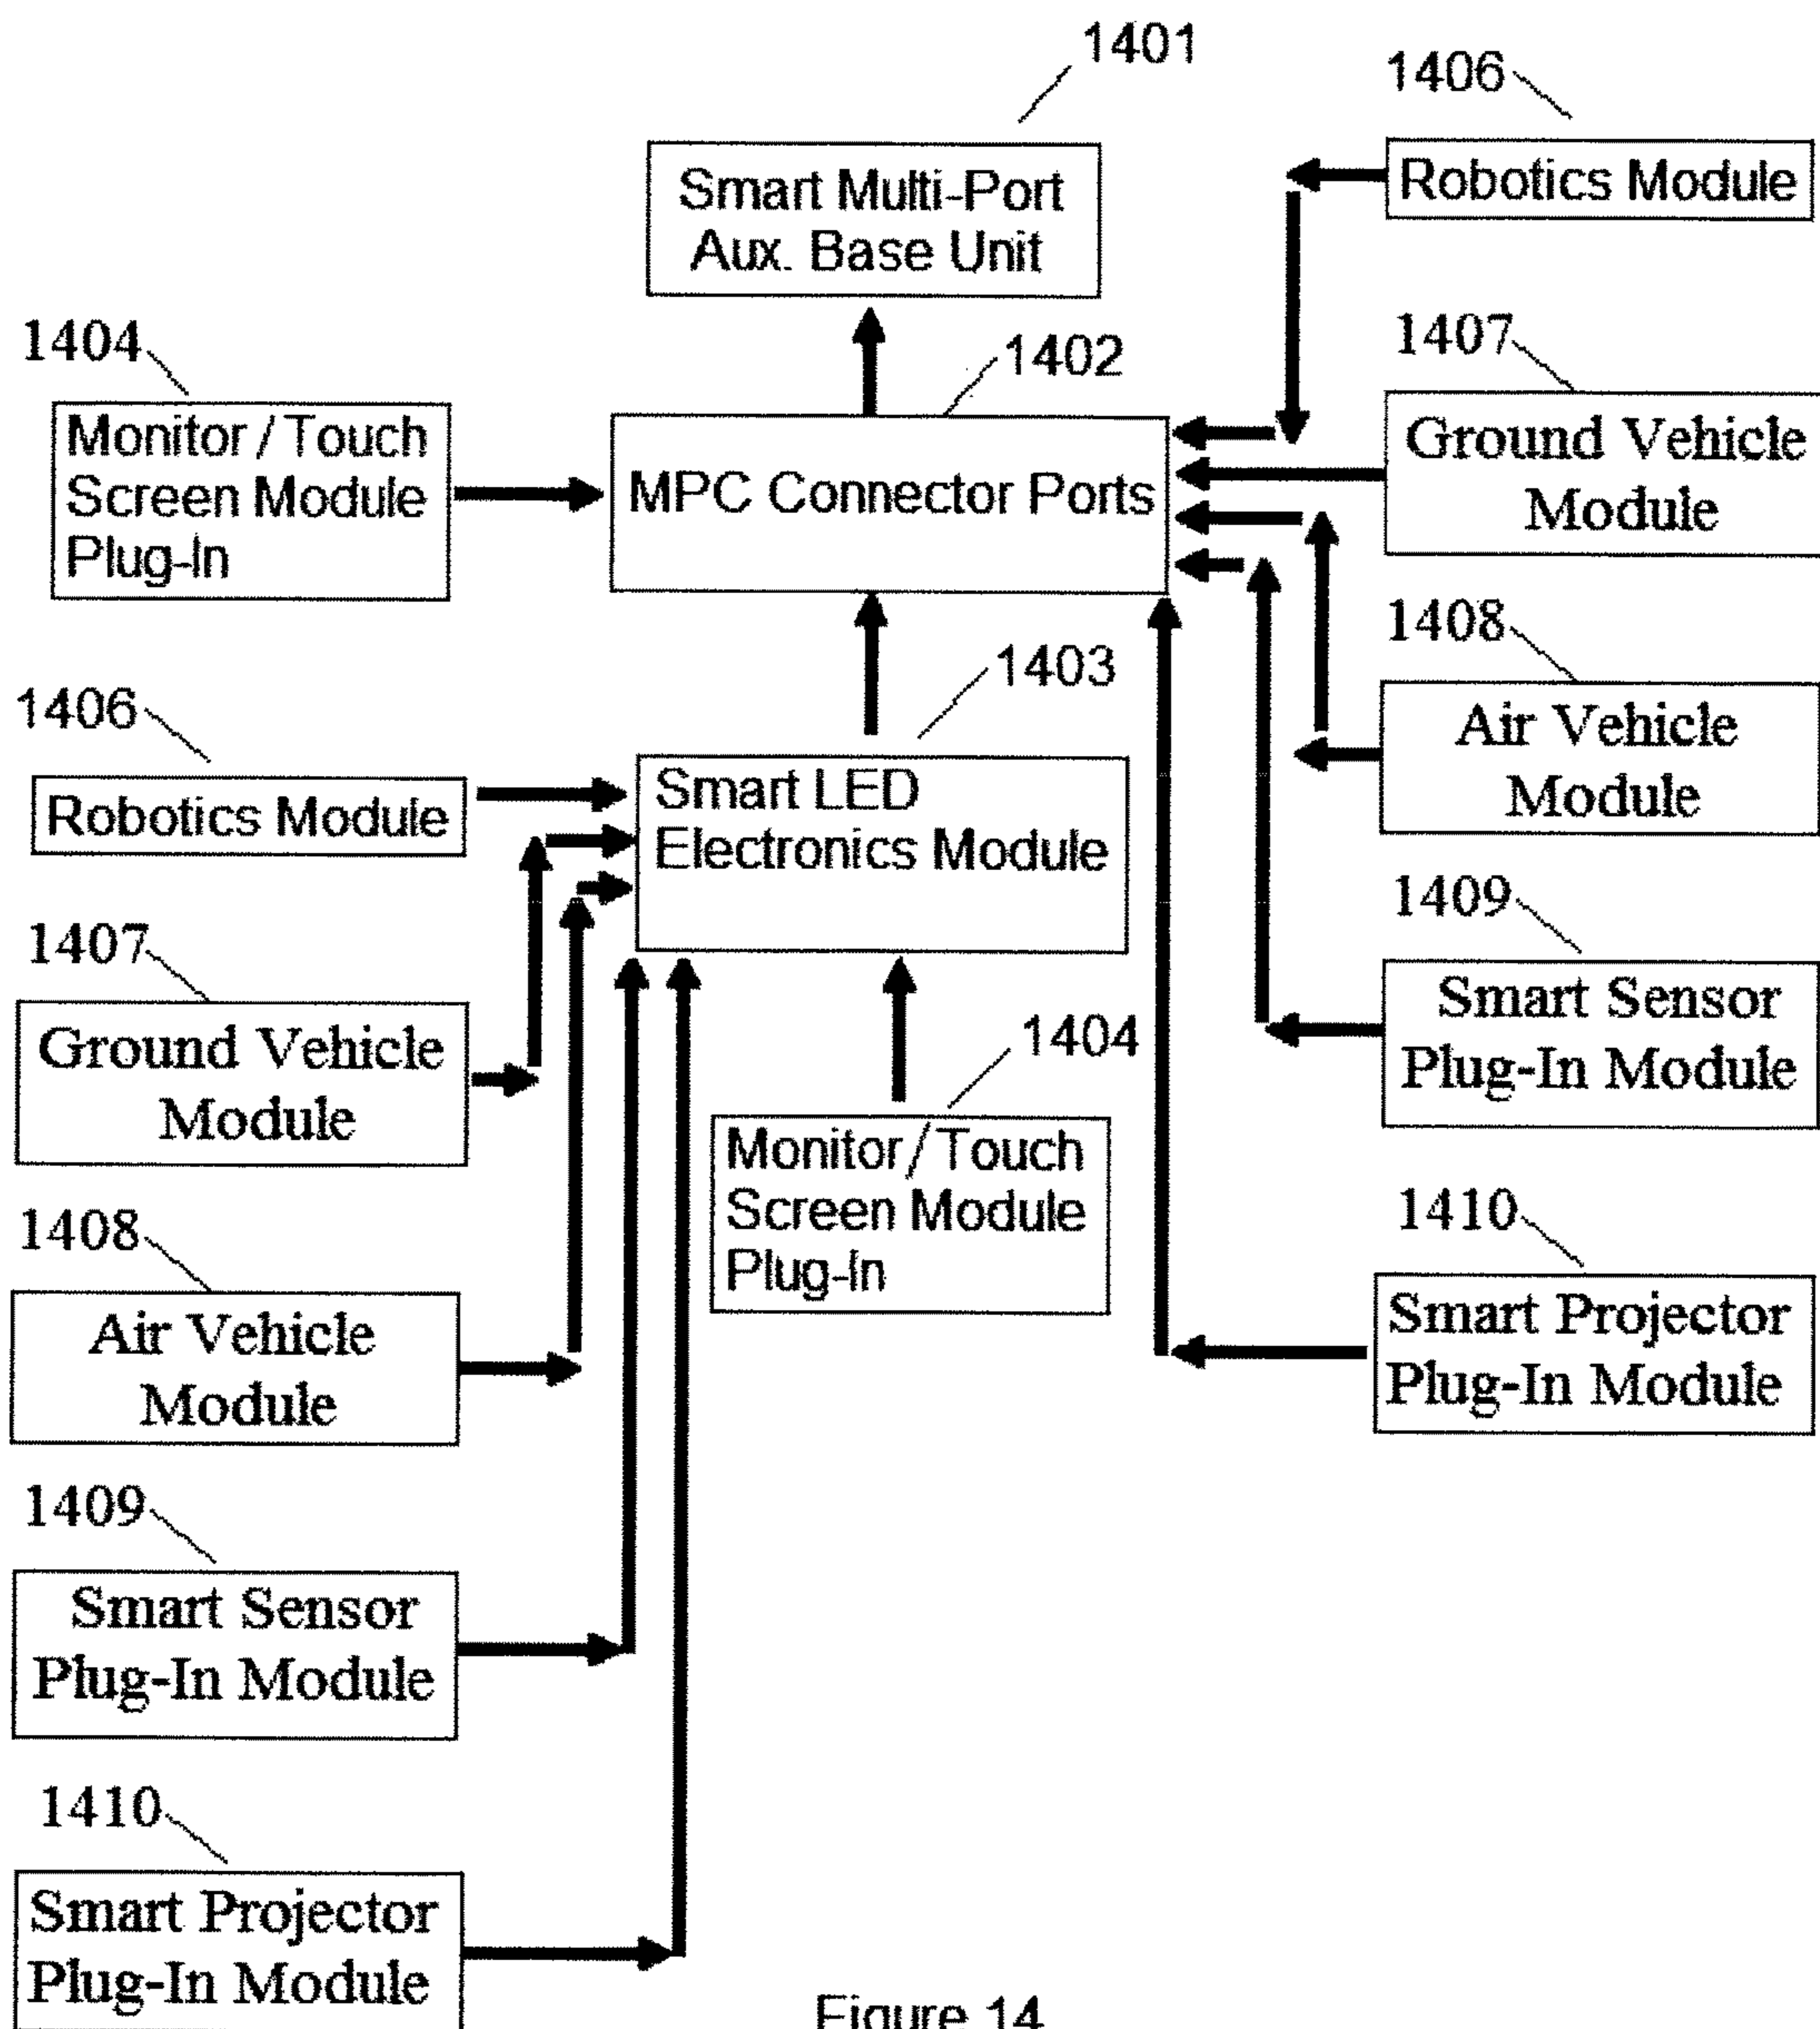 1401
1406
Smart Multi-Port
Aux. Base Unit
Robotics Module
1404
1402
1407
Monitor / Touch
Screen Module
Plug-In
MPC Connector Ports
Ground Vehicle
Module
1403
1408
1406
Air Vehicle
Module
Robotics Module
Smart LED
Electronics Module
1409
1407
Smart Sensor
Plug-In Module
Ground Vehicle
Module
1404
Monitor / Touch
Screen Module
Plug-In
1410
1408
Smart Projector
Plug-In Module
Air Vehicle
Module
1409
Smart Sensor
Plug-In Module
1410
Smart Projector
Plug-In Module
Figure 14